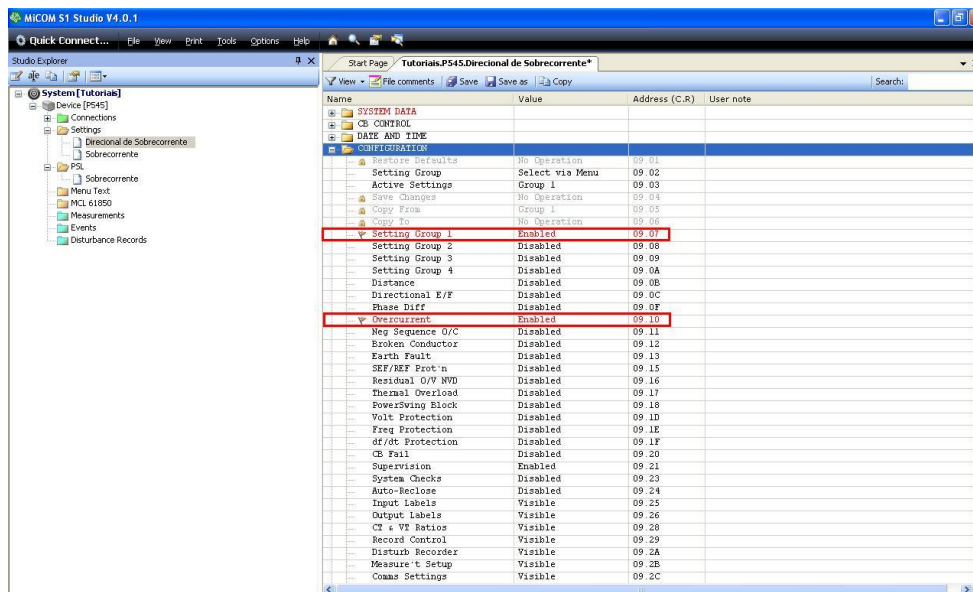 MiCOM S1 Studio V4.0.1
Quick Connect... File View Print Tools Options Help
Studio Explorer
System [Tutoriais]
Device [P545]
Connections
Settings
Direcional de Sobrecorrente
Sobrecorrente
PSL
Sobrecorrente
Menu Text
MCL 61850
Measurements
Events
Disturbance Records
Start Page Tutoriais.P545.Direcional de Sobrecorrente*
View File comments Save Save as Copy Search:
Name Value Address (C.R) User note
SYSTEM DATA
CB CONTROL
DATE AND TIME
CONFIGURATION
Restore Defaults No Operation 09.01
Setting Group Select via Menu 09.02
Active Settings Group 1 09.03
Save Changes No Operation 09.04
Copy From Group 1 09.05
Copy To No Operation 09.06
Setting Group 1 Enabled 09.07
Setting Group 2 Disabled 09.08
Setting Group 3 Disabled 09.09
Setting Group 4 Disabled 09.0A
Distance Disabled 09.0B
Directional E/F Disabled 09.0C
Phase Diff Disabled 09.0F
Overcurrent Enabled 09.10
Neg Sequence O/C Disabled 09.11
Broken Conductor Disabled 09.12
Earth Fault Disabled 09.13
SEF/REF Prot'n Disabled 09.15
Residual O/V NVD Disabled 09.16
Thermal Overload Disabled 09.17
PowerSwing Block Disabled 09.18
Volt Protection Disabled 09.1D
Freq Protection Disabled 09.1E
df/dt Protection Disabled 09.1F
CB Fail Disabled 09.20
Supervision Enabled 09.21
System Checks Disabled 09.23
Auto-Reclose Disabled 09.24
Input Labels Visible 09.25
Output Labels Visible 09.26
CT & VT Ratios Visible 09.28
Record Control Visible 09.29
Disturb Recorder Visible 09.2A
Measure't Setup Visible 09.2B
Comms Settings Visible 09.2C